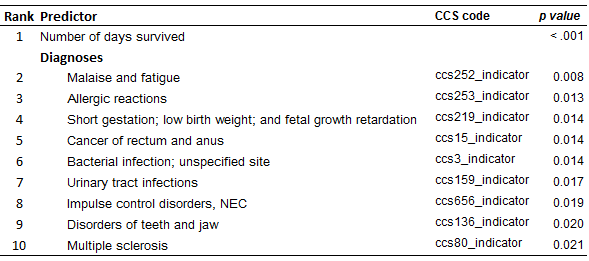 Rank Predictor CCS code p value
1 Number of days survived < .001
Diagnoses
2 Malaise and fatigue ccs252_indicator 0.008
3 Allergic reactions ccs253_indicator 0.013
4 Short gestation; low birth weight; and fetal growth retardation ccs219_indicator 0.014
5 Cancer of rectum and anus ccs15_indicator 0.014
6 Bacterial infection; unspecified site ccs3_indicator 0.014
7 Urinary tract infections ccs159_indicator 0.017
8 Impulse control disorders, NEC ccs656_indicator 0.019
9 Disorders of teeth and jaw ccs136_indicator 0.020
10 Multiple sclerosis ccs80_indicator 0.021